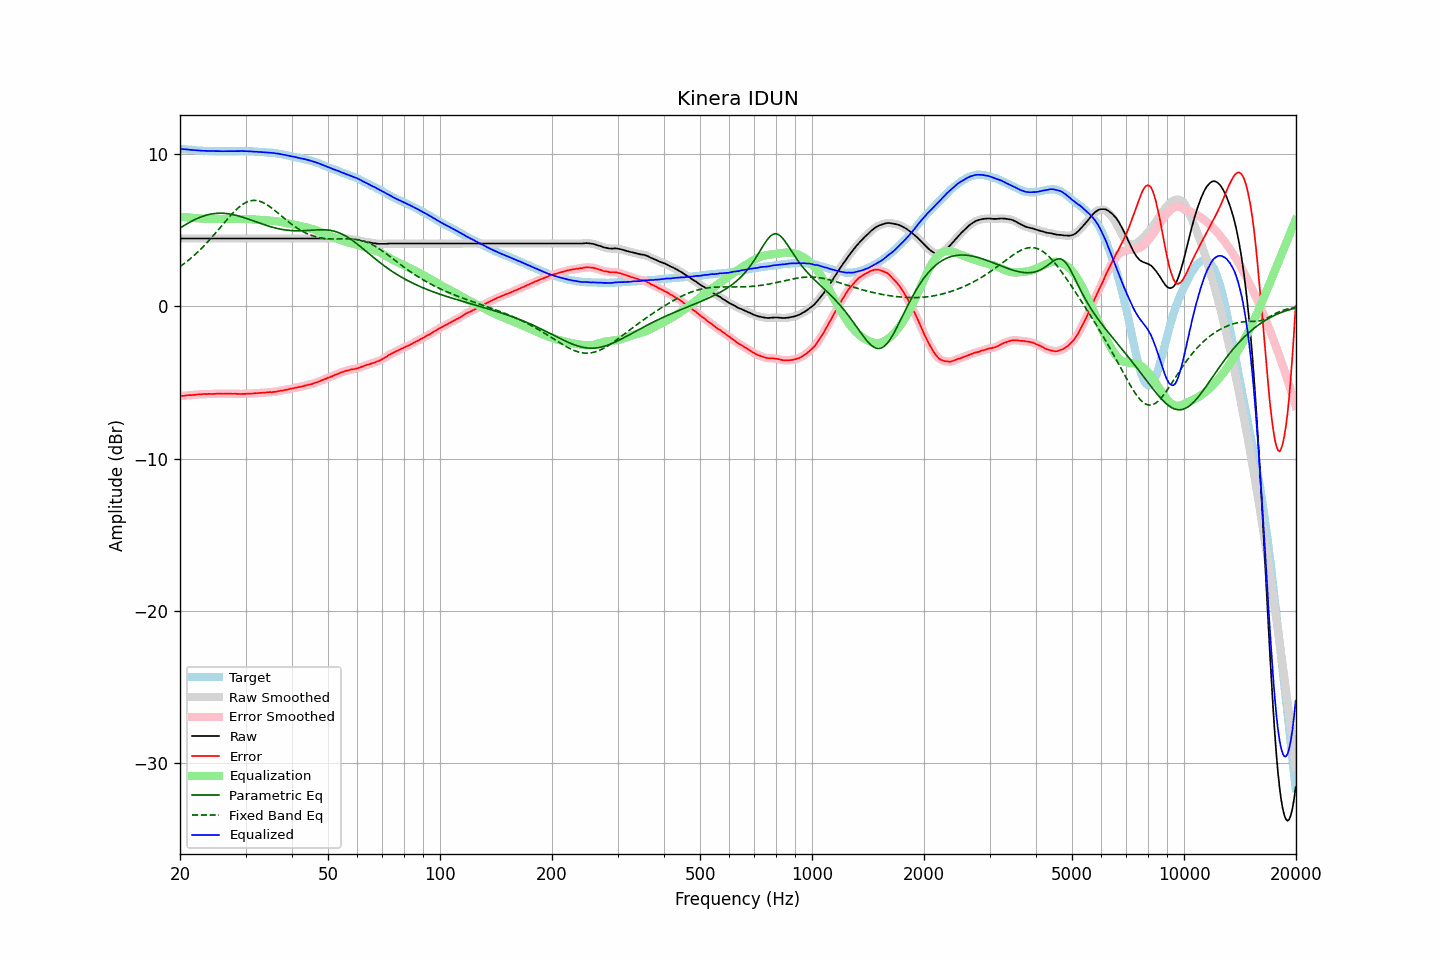 Kinera IDUN
Amplitude (dBr)
10
0
−10
−20
−30
Target
Raw Smoothed
Error Smoothed
Raw
Error
Equalization
Parametric Eq
Fixed Band Eq
Equalized
20 50 100 200 500 1000 2000 5000 10000 20000
Frequency (Hz)